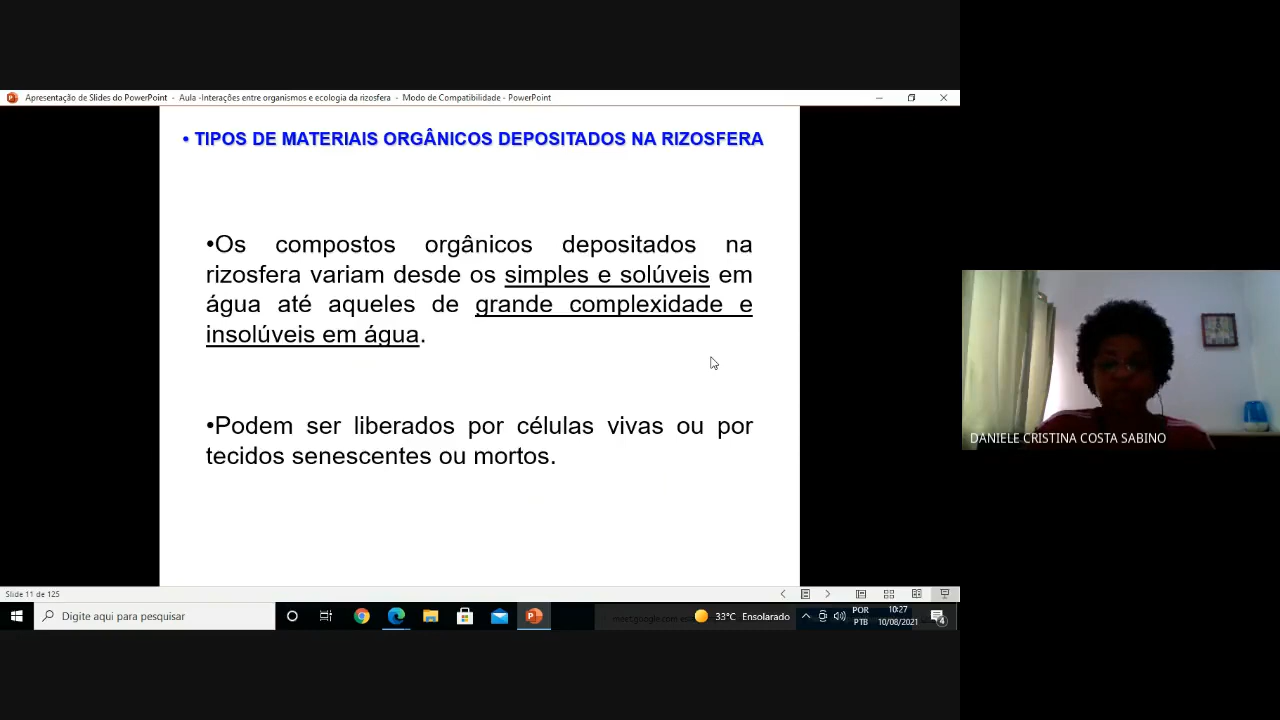 Apresentação de Slides do PowerPoint - Aula -Interações entre organismos e ecologia da rizosfera - Modo de Compatibilidade - PowerPoint
• TIPOS DE MATERIAIS ORGÂNICOS DEPOSITADOS NA RIZOSFERA
•Os compostos orgânicos depositados na
rizosfera variam desde os simples e solúveis em
água até aqueles de grande complexidade e
insolúveis em água.
•Podem ser liberados por células vivas ou por
tecidos senescentes ou mortos.
DANIELE CRISTINA COSTA SABINO
Slide 11 de 125
Digite aqui para pesquisar
33°C Ensolarado
POR
PTB
10:27
10/08/2021
4